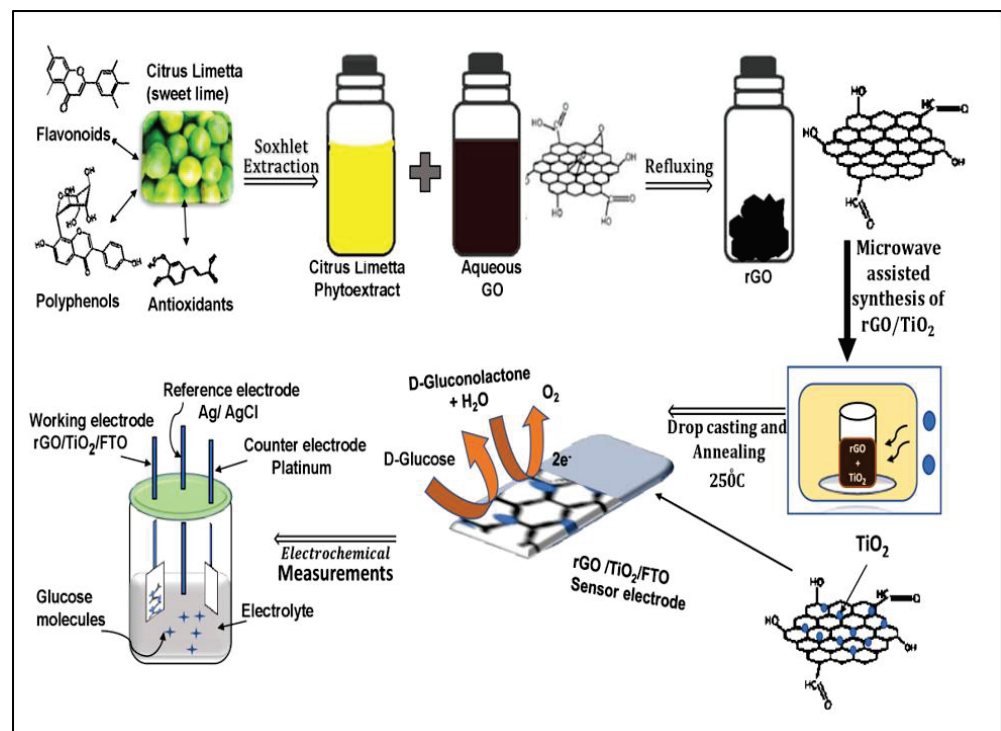 Citrus Limetta
(sweet lime)
Flavonoids
Polyphenols
Antioxidants
Soxhlet
Extraction
Citrus Limetta
Phytoextract
Aqueous
GO
Refluxing
rGO
Microwave
assisted
synthesis of
rGO/TiO₂
rGO
+
TiO₂
Drop casting and
Annealing
250̊C
D-Gluconolactone
+ H₂O
O₂
D-Glucose
2e⁻
rGO /TiO₂/FTO
Sensor electrode
TiO₂
Electrochemical
Measurements
Reference electrode
Ag/ AgCl
Working electrode
rGO/TiO₂/FTO
Counter electrode
Platinum
Glucose
molecules
Electrolyte